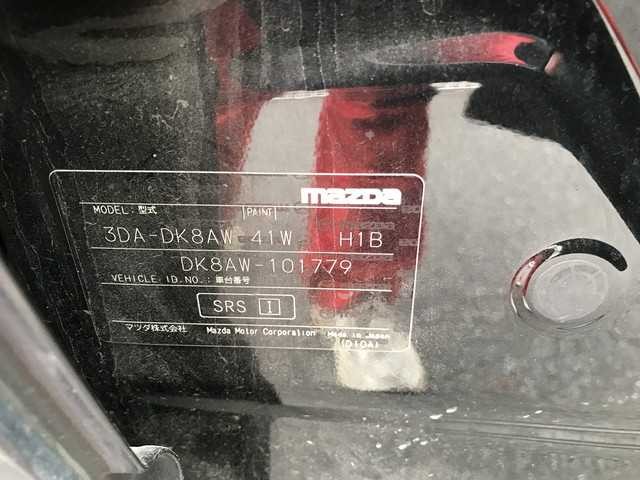 mazda
MODEL: 型式 |PAINT|
3DA-DK8AW 41W H1B
DK8AW-101779
VEHICLE ID.NO.: 車台番号
SRS I
マツダ株式会社 Mazda Motor Corporation Made in Japan
(D10A)